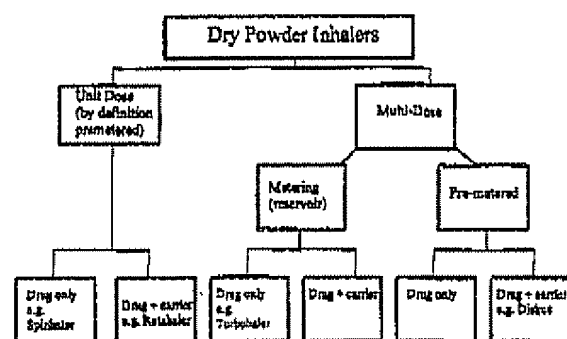 Dry Powder Inhalers
Unit Dose
(by definition
premetered)
Multi-Dose
Metering
(reservoir)
Pre-metered
Drug only
e.g.
Spinhaler
Drug + carrier
e.g. Rotahaler
Drug only
e.g.
Turbuhaler
Drug + carrier
Drug only
Drug + carrier
e.g. Diskus